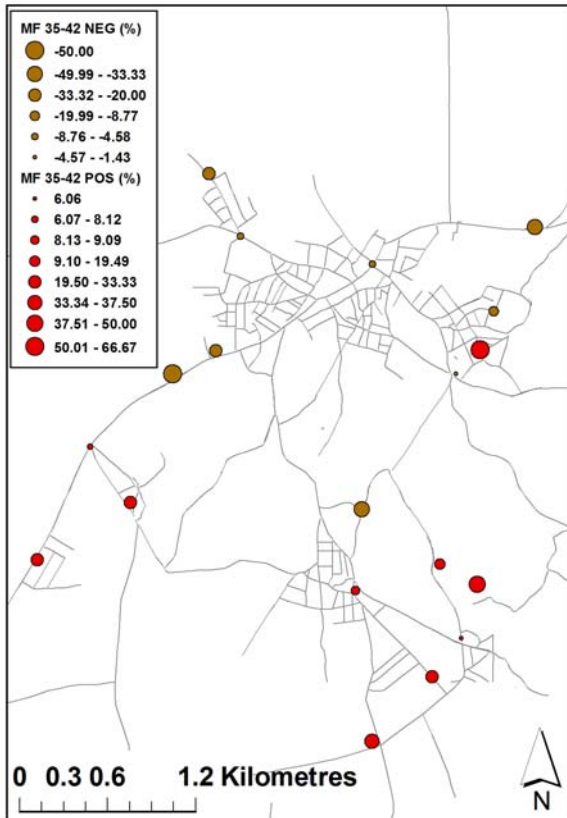 MF 35-42 NEG (%)
-50.00
-49.99 - -33.33
-33.32 - -20.00
-19.99 - -8.77
-8.76 - -4.58
-4.57 - -1.43
MF 35-42 POS (%)
6.06
6.07 - 8.12
8.13 - 9.09
9.10 - 19.49
19.50 - 33.33
33.34 - 37.50
37.51 - 50.00
50.01 - 66.67
0 0.3 0.6 1.2 Kilometres
N